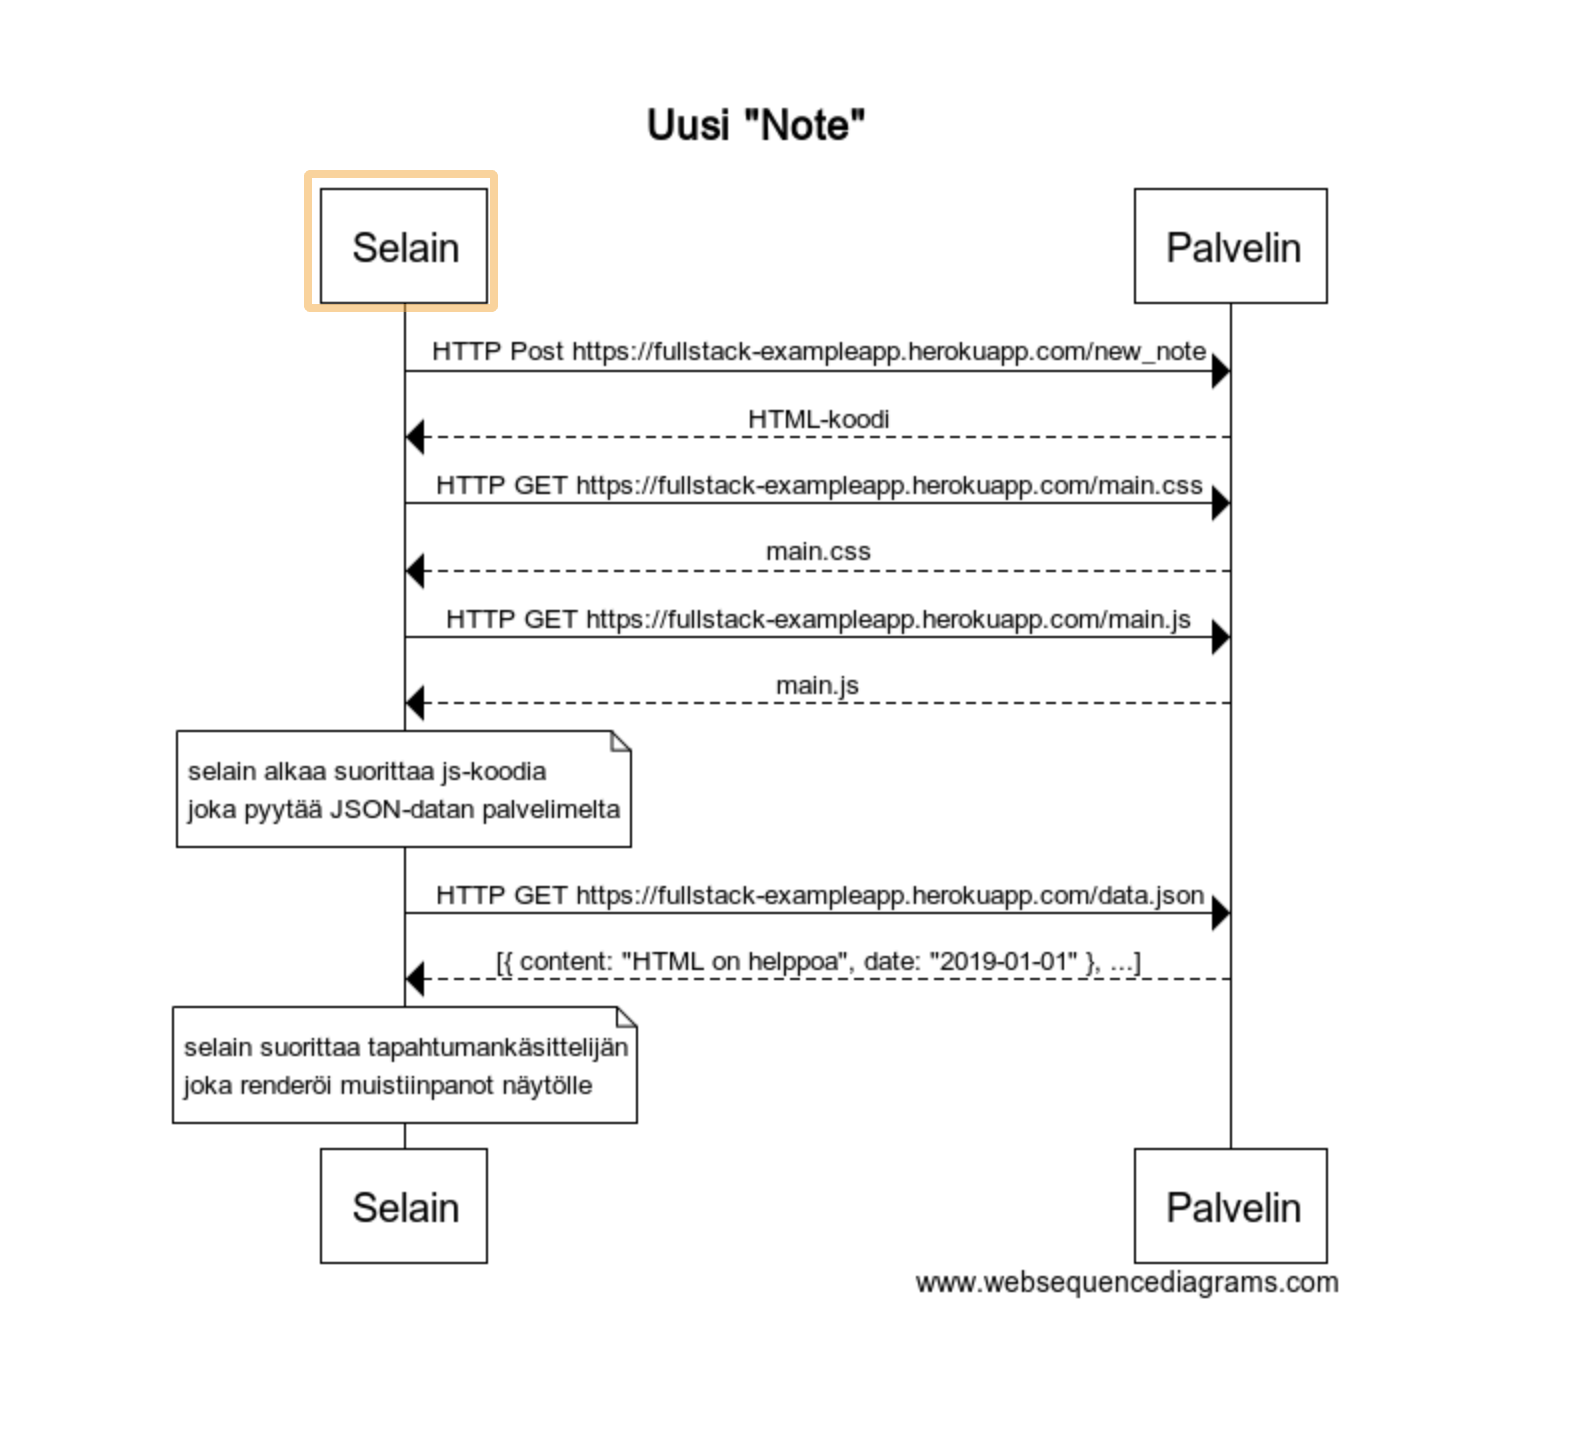 Uusi "Note"
Selain
Palvelin
HTTP Post https://fullstack-exampleapp.herokuapp.com/new_note
HTML-koodi
HTTP GET https://fullstack-exampleapp.herokuapp.com/main.css
main.css
HTTP GET https://fullstack-exampleapp.herokuapp.com/main.js
main.js
selain alkaa suorittaa js-koodia
joka pyytää JSON-datan palvelimelta
HTTP GET https://fullstack-exampleapp.herokuapp.com/data.json
[{ content: "HTML on helppoa", date: "2019-01-01" }, ...]
selain suorittaa tapahtumankäsittelijän
joka renderöi muistiinpanot näytölle
Selain
Palvelin
www.websequencediagrams.com